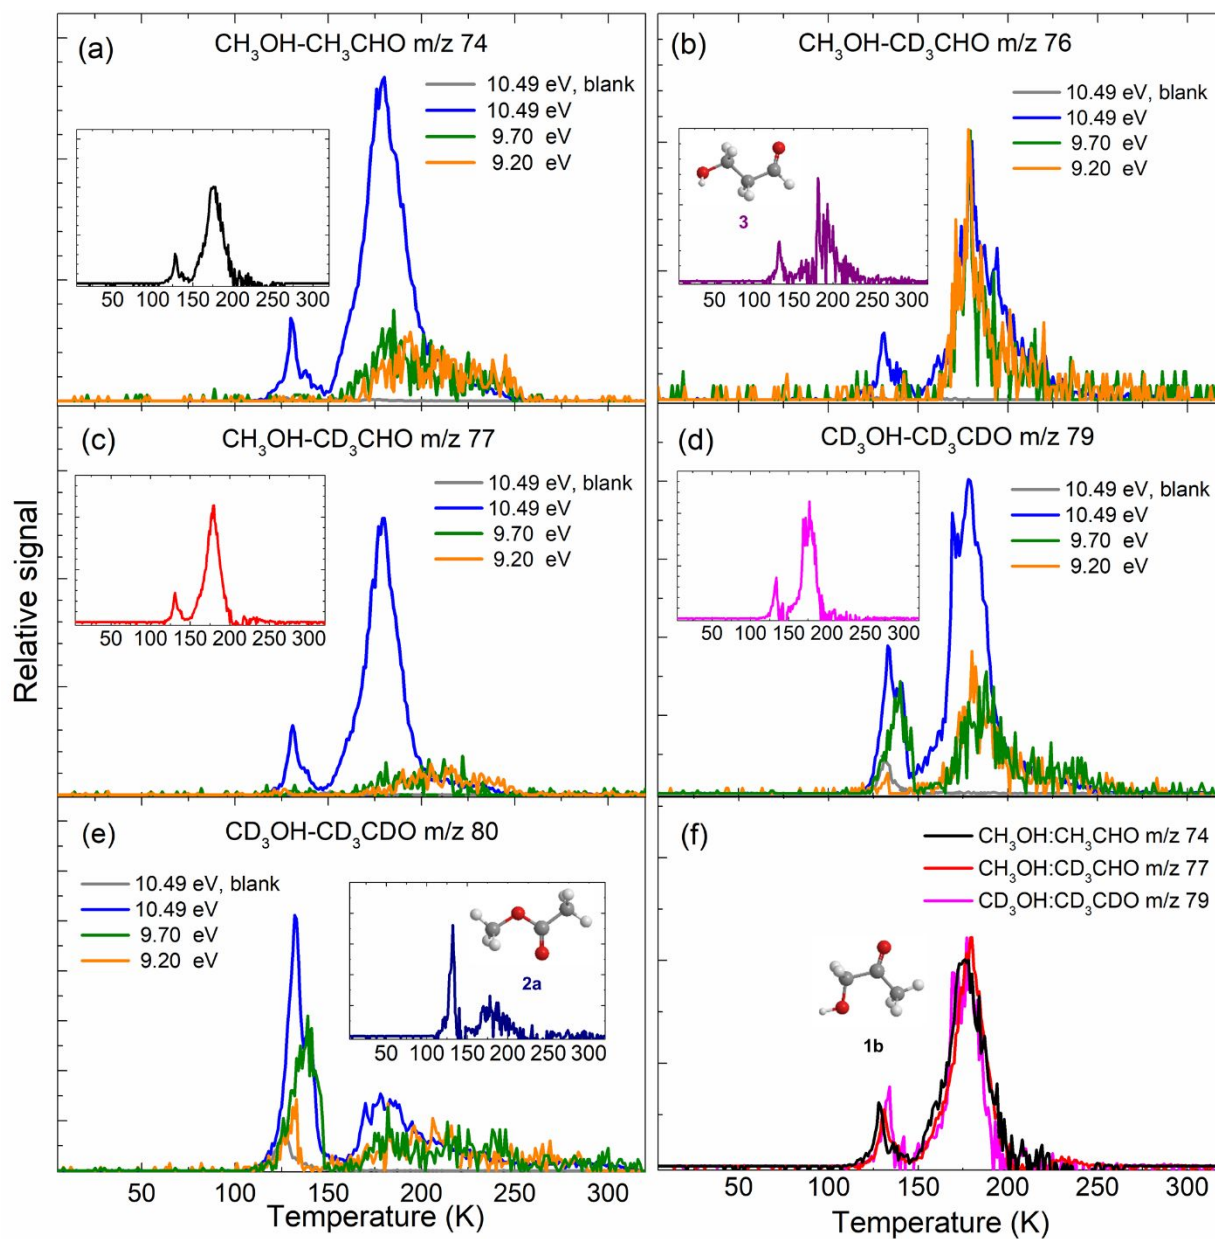 (a)
CH₃OH-CH₃CHO m/z 74
10.49 eV, blank
10.49 eV
9.70 eV
9.20 eV
50 100 150 200 250 300
(b)
CH₃OH-CD₃CHO m/z 76
10.49 eV, blank
10.49 eV
9.70 eV
9.20 eV
3
50 100 150 200 250 300
(c)
CH₃OH-CD₃CHO m/z 77
10.49 eV, blank
10.49 eV
9.70 eV
9.20 eV
50 100 150 200 250 300
(d)
CD₃OH-CD₃CDO m/z 79
10.49 eV, blank
10.49 eV
9.70 eV
9.20 eV
50 100 150 200 250 300
Relative signal
(e)
CD₃OH-CD₃CDO m/z 80
10.49 eV, blank
10.49 eV
9.70 eV
9.20 eV
2a
50 100 150 200 250 300
50 100 150 200 250 300
Temperature (K)
(f)
CH₃OH:CH₃CHO m/z 74
CH₃OH:CD₃CHO m/z 77
CD₃OH:CD₃CDO m/z 79
1b
50 100 150 200 250 300
Temperature (K)